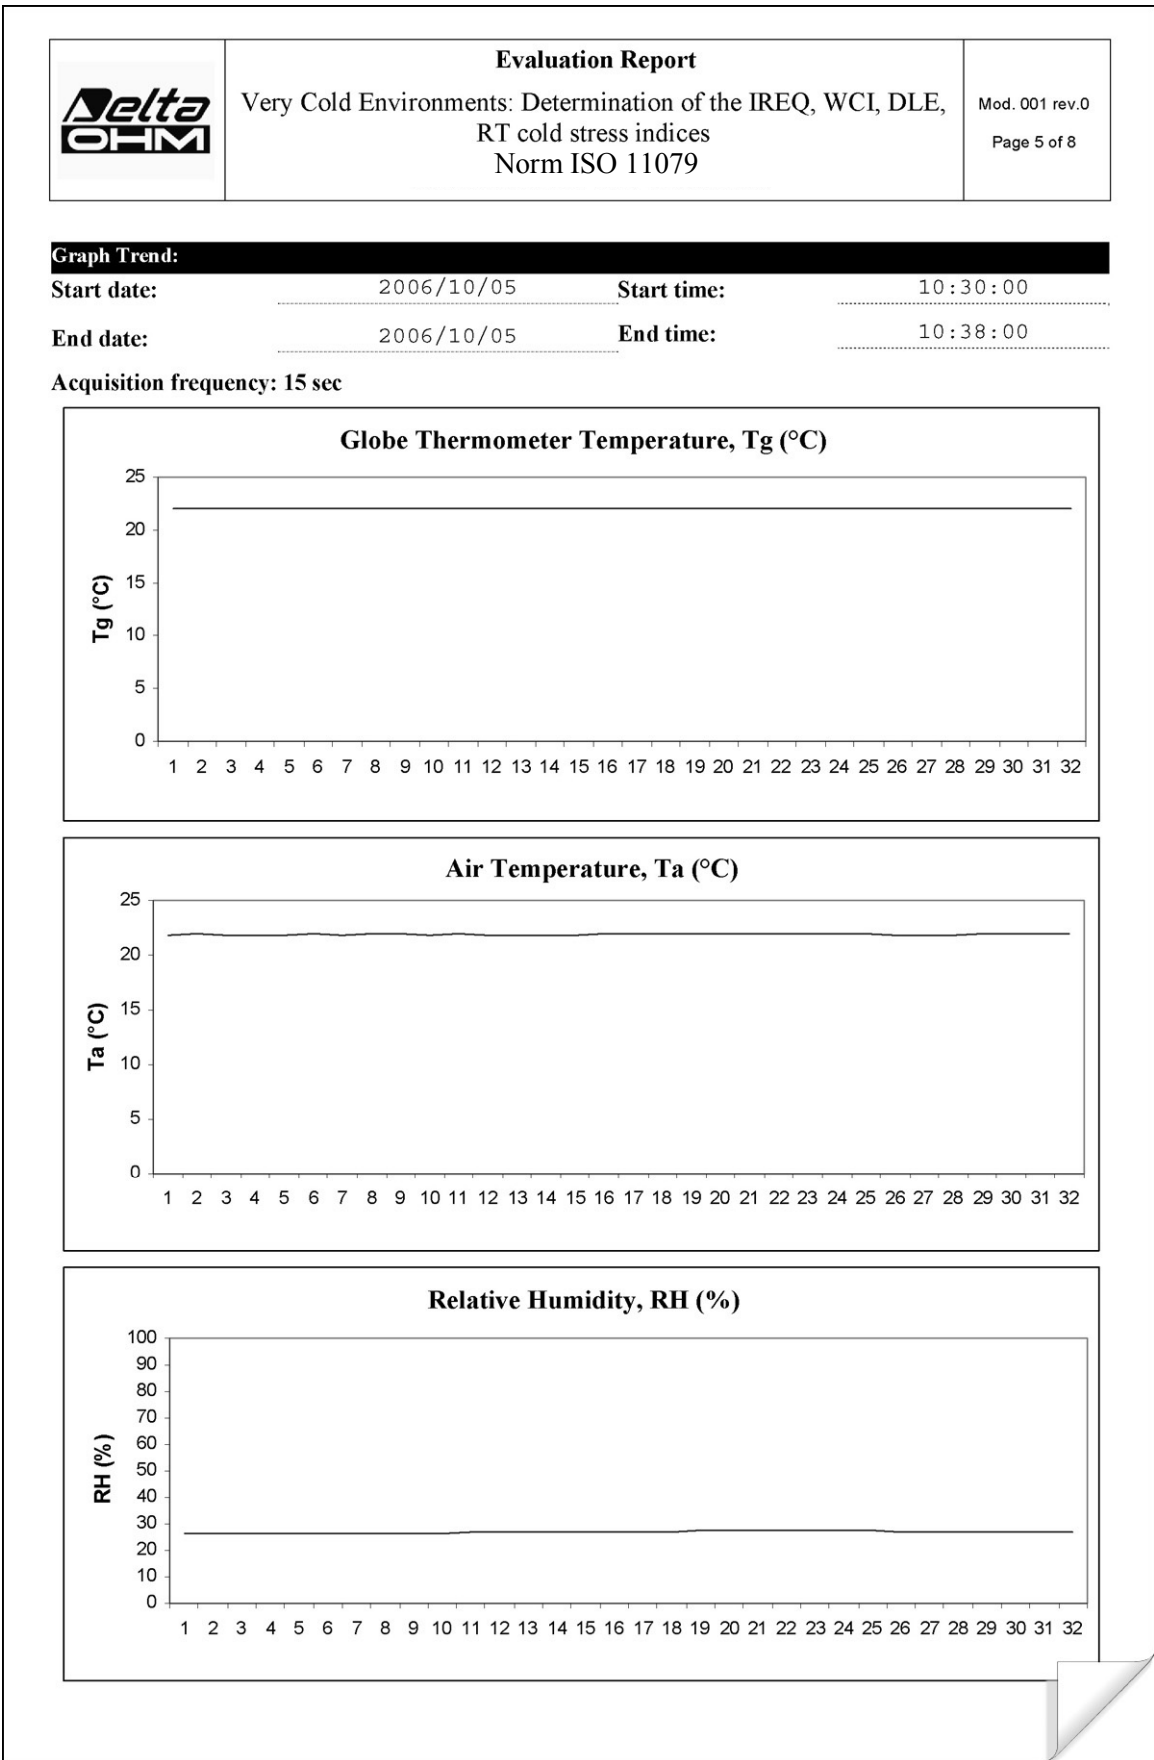 Delta
OHM
Evaluation Report
Very Cold Environments: Determination of the IREQ, WCI, DLE,
RT cold stress indices
Norm ISO 11079
Mod. 001 rev.0
Page 5 of 8
Graph Trend:
Start date: 2006/10/05 Start time: 10:30:00
End date: 2006/10/05 End time: 10:38:00
Acquisition frequency: 15 sec
Globe Thermometer Temperature, Tg (°C)
Tg (°C)
25
20
15
10
5
0
1 2 3 4 5 6 7 8 9 10 11 12 13 14 15 16 17 18 19 20 21 22 23 24 25 26 27 28 29 30 31 32
Air Temperature, Ta (°C)
Ta (°C)
25
20
15
10
5
0
1 2 3 4 5 6 7 8 9 10 11 12 13 14 15 16 17 18 19 20 21 22 23 24 25 26 27 28 29 30 31 32
Relative Humidity, RH (%)
RH (%)
100
90
80
70
60
50
40
30
20
10
0
1 2 3 4 5 6 7 8 9 10 11 12 13 14 15 16 17 18 19 20 21 22 23 24 25 26 27 28 29 30 31 32